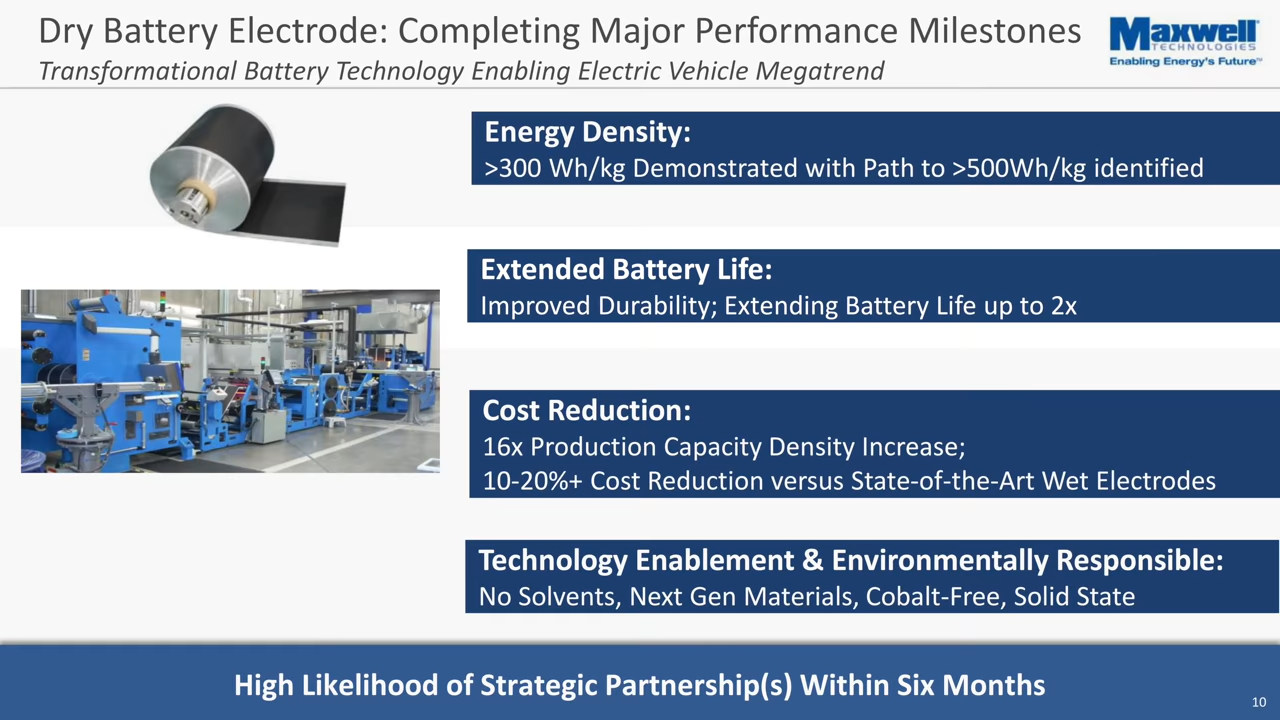 Dry Battery Electrode: Completing Major Performance Milestones
Transformational Battery Technology Enabling Electric Vehicle Megatrend
Maxwell
TECHNOLOGIES
Enabling Energy's Future™
Energy Density:
>300 Wh/kg Demonstrated with Path to >500Wh/kg identified
Extended Battery Life:
Improved Durability; Extending Battery Life up to 2x
Cost Reduction:
16x Production Capacity Density Increase;
10-20%+ Cost Reduction versus State-of-the-Art Wet Electrodes
Technology Enablement & Environmentally Responsible:
No Solvents, Next Gen Materials, Cobalt-Free, Solid State
High Likelihood of Strategic Partnership(s) Within Six Months
10